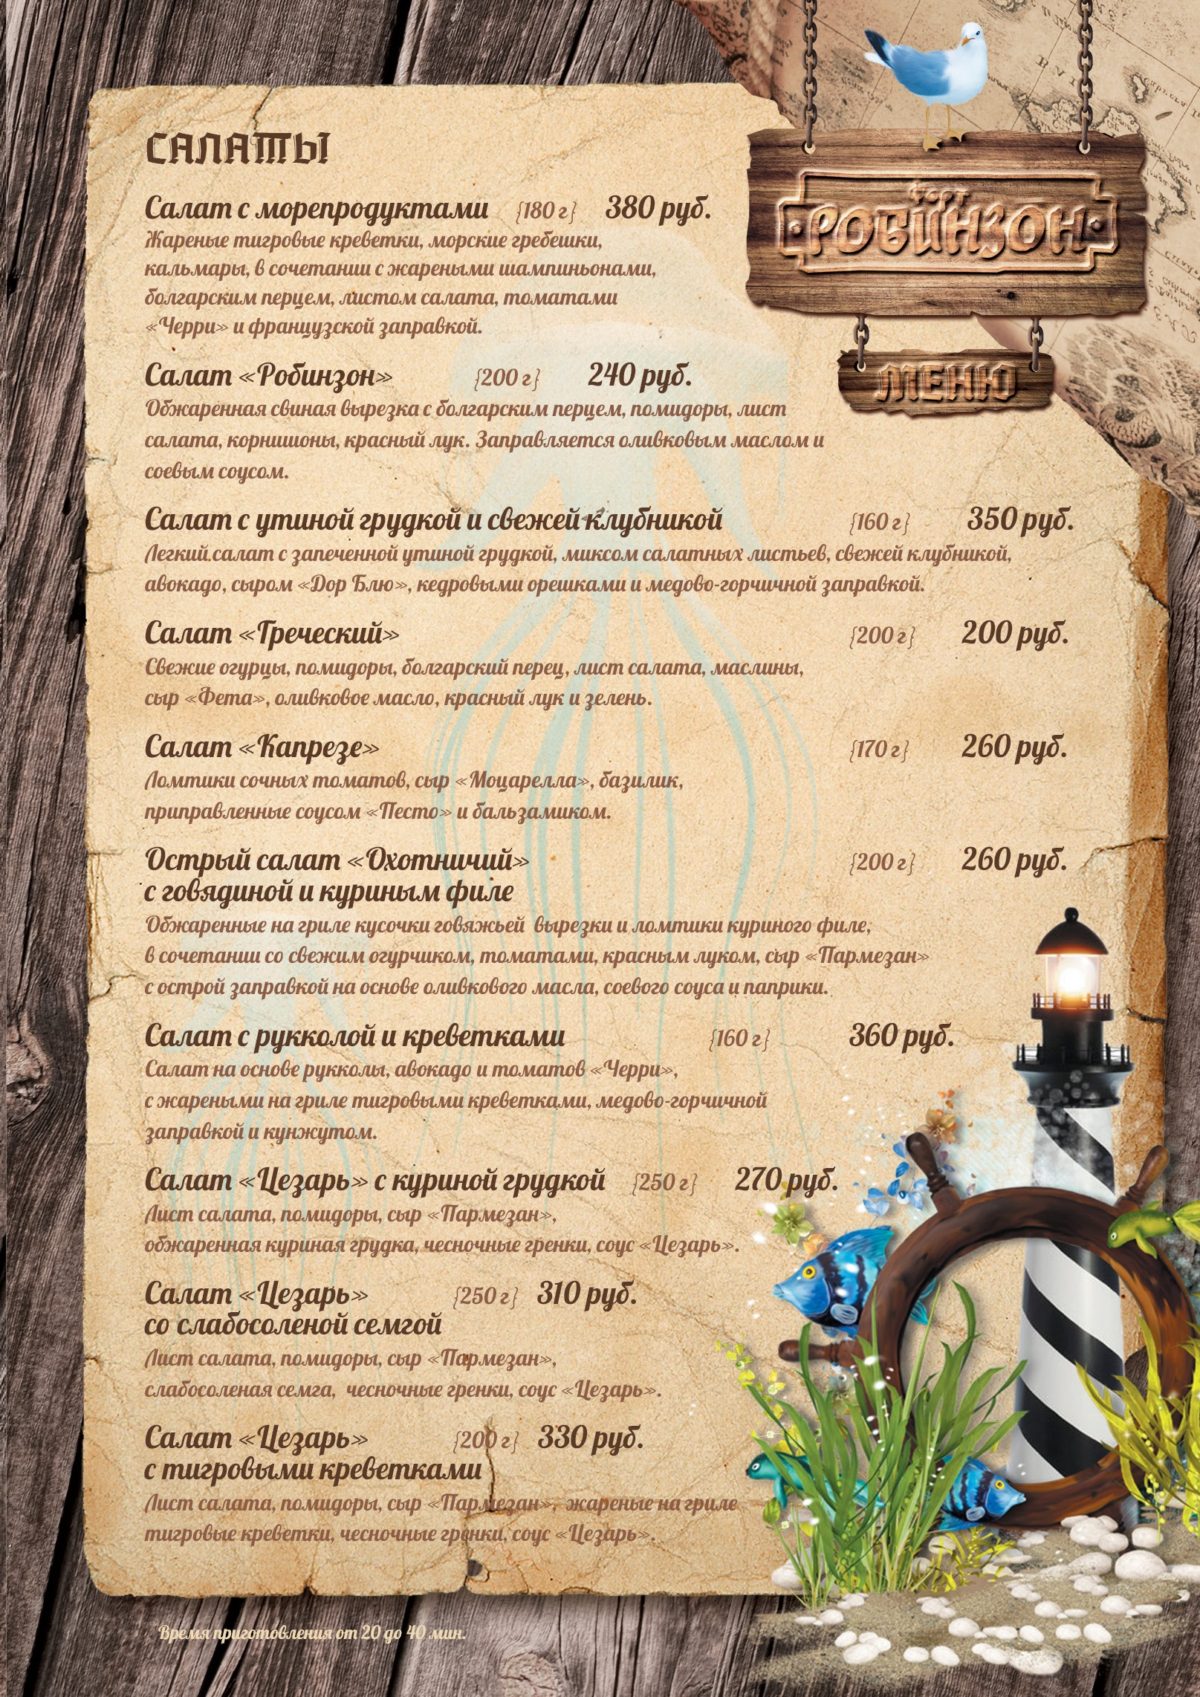 САЛАТЫ
ФОРТ
РОБИНЗОН
МЕНЮ
Салат с морепродуктами {180 г} 380 руб.
Жареные тигровые креветки, морские гребешки,
кальмары, в сочетании с жареными шампиньонами,
болгарским перцем, листом салата, томатами
«Черри» и французской заправкой.
Салат «Робинзон» {200 г} 240 руб.
Обжаренная свиная вырезка с болгарским перцем, помидоры, лист
салата, корнишоны, красный лук. Заправляется оливковым маслом и
соевым соусом.
Салат с утиной грудкой и свежей клубникой {160 г} 350 руб.
Легкий салат с запеченной утиной грудкой, миксом салатных листьев, свежей клубникой,
авокадо, сыром «Дор Блю», кедровыми орешками и медово-горчичной заправкой.
Салат «Греческий» {200 г} 200 руб.
Свежие огурцы, помидоры, болгарский перец, лист салата, маслины,
сыр «Фета», оливковое масло, красный лук и зелень.
Салат «Капрезе» {170 г} 260 руб.
Ломтики сочных томатов, сыр «Моцарелла», базилик,
приправленные соусом «Песто» и бальзамиком.
Острый салат «Охотничий» {200 г} 260 руб.
с говядиной и куриным филе
Обжаренные на гриле кусочки говяжьей вырезки и ломтики куриного филе,
в сочетании со свежим огурчиком, томатами, красным луком, сыр «Пармезан»
с острой заправкой на основе оливкового масла, соевого соуса и паприки.
Салат с рукколой и креветками {160 г} 360 руб.
Салат на основе рукколы, авокадо и томатов «Черри»,
с жареными на гриле тигровыми креветками, медово-горчичной
заправкой и кунжутом.
Салат «Цезарь» с куриной грудкой {250 г} 270 руб.
Лист салата, помидоры, сыр «Пармезан»,
обжаренная куриная грудка, чесночные гренки, соус «Цезарь».
Салат «Цезарь» {250 г} 310 руб.
со слабосоленой семгой
Лист салата, помидоры, сыр «Пармезан»,
слабосоленая семга, чесночные гренки, соус «Цезарь».
Салат «Цезарь» {200 г} 330 руб.
с тигровыми креветками
Лист салата, помидоры, сыр «Пармезан», жареные на гриле
тигровые креветки, чесночные гренки, соус «Цезарь».
Время приготовления от 20 до 40 мин.